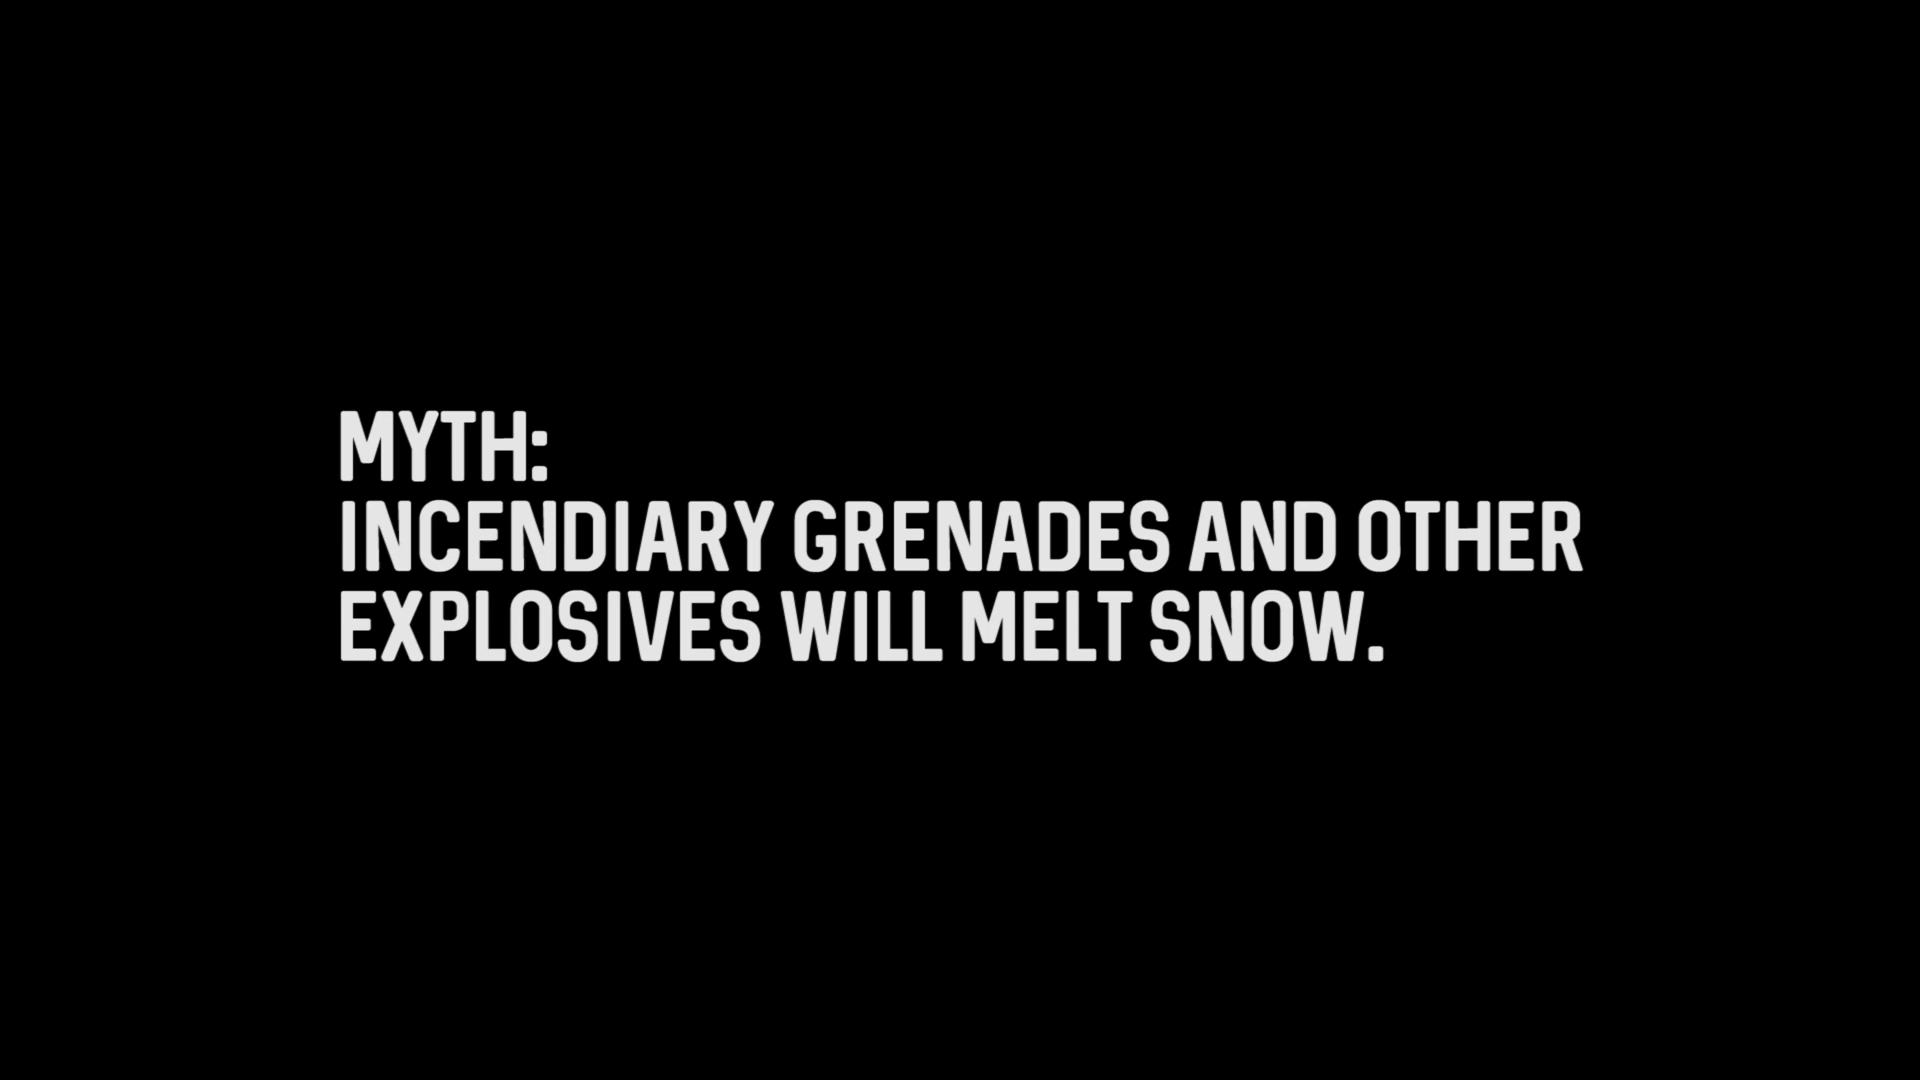 MYTH:
INCENDIARY GRENADES AND OTHER
EXPLOSIVES WILL MELT SNOW.